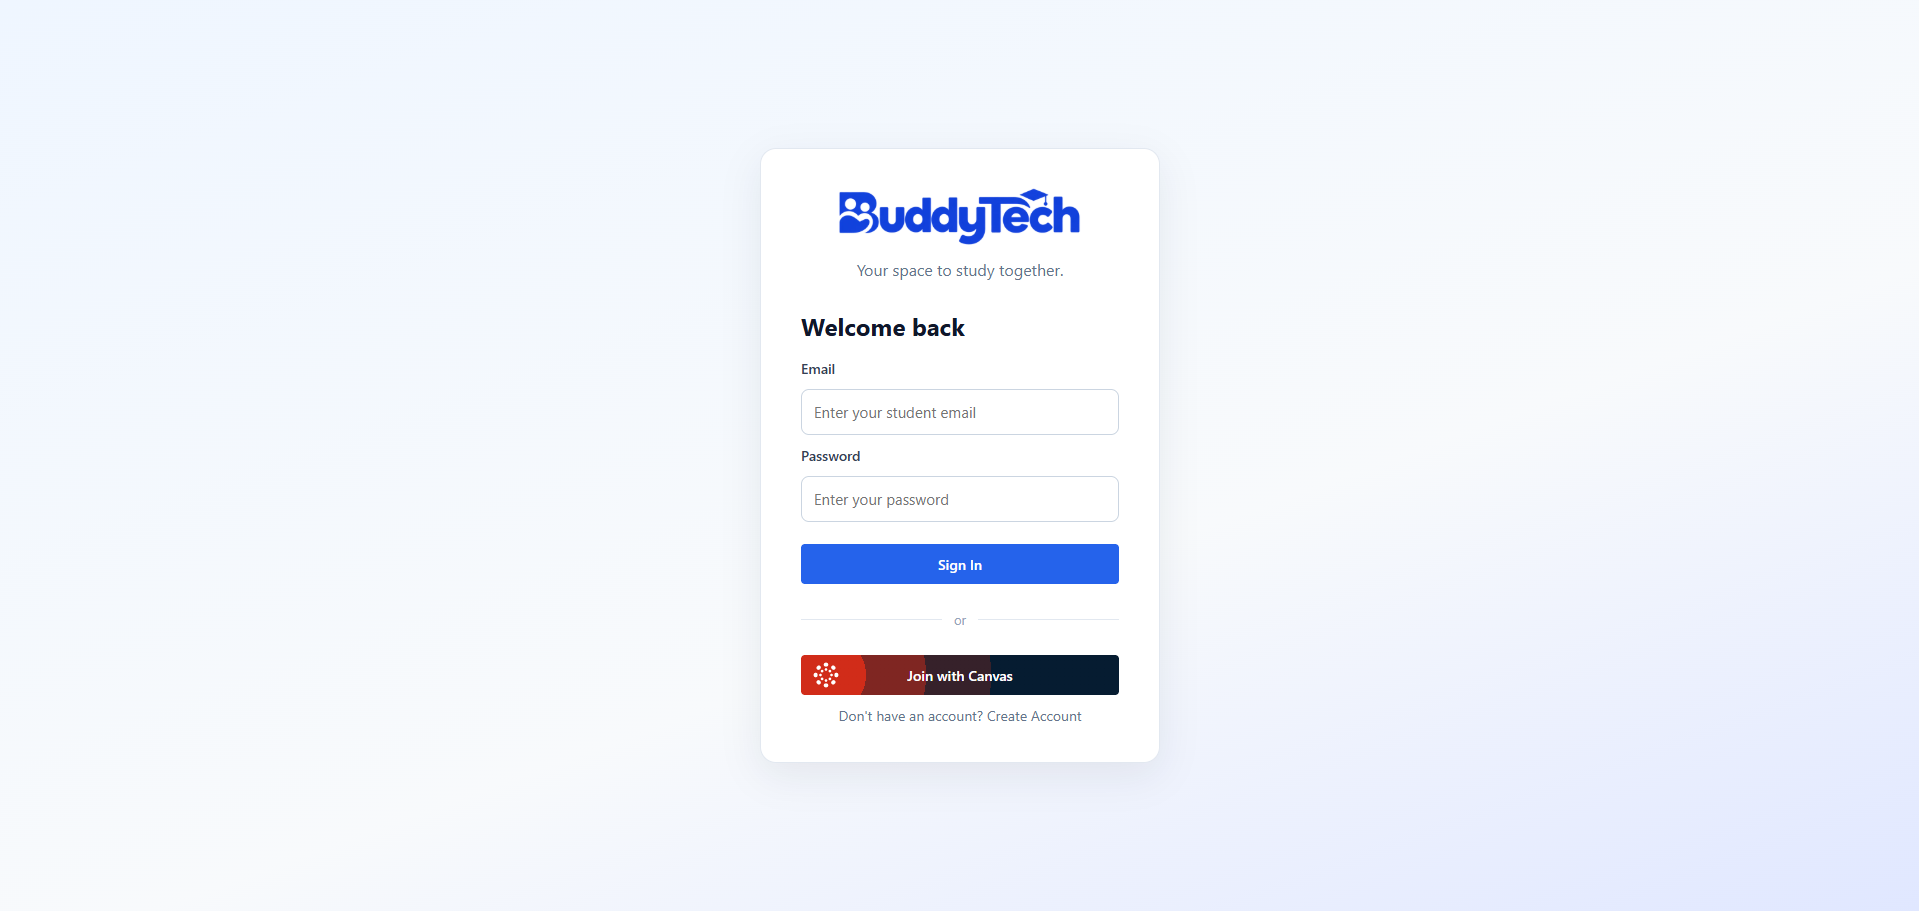 BuddyTech
Your space to study together.
Welcome back
Email
Enter your student email
Password
Enter your password
Sign In
or
Join with Canvas
Don't have an account? Create Account